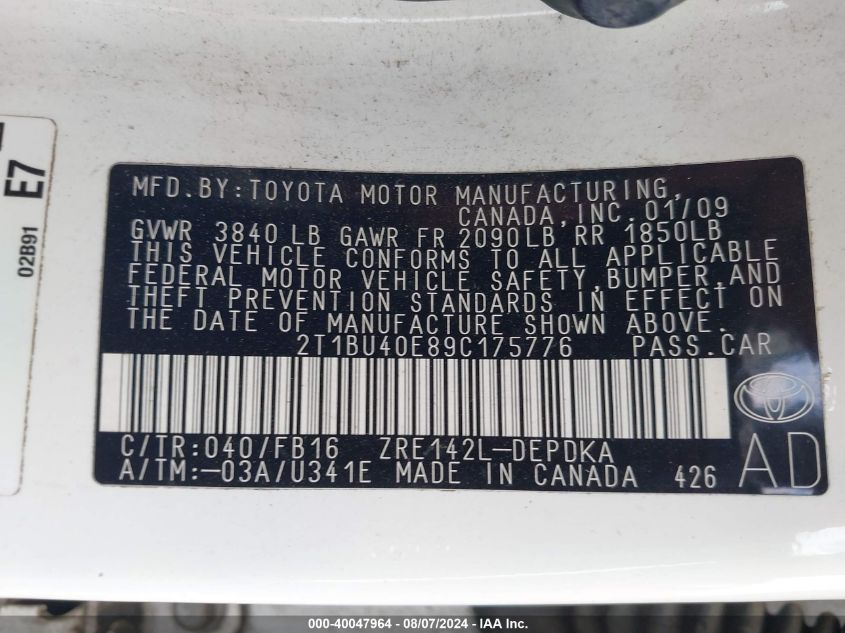 E7
02B91
MFD.BY:TOYOTA MOTOR MANUFACTURING,
CANADA,INC. 01/09
GVWR 3840 LB GAWR FR 2090LB RR 1850LB
THIS VEHICLE CONFORMS TO ALL APPLICABLE
FEDERAL MOTOR VEHICLE SAFETY,BUMPER,AND
THEFT PREVENTION STANDARDS IN EFFECT ON
THE DATE OF MANUFACTURE SHOWN ABOVE.
2T1BU40E89C175776 PASS.CAR
C/TR:040/FB16 ZRE142L-DEPDKA
A/TM:-03A/U341E MADE IN CANADA 426
AD
000-40047964 - 08/07/2024 - IAA Inc.